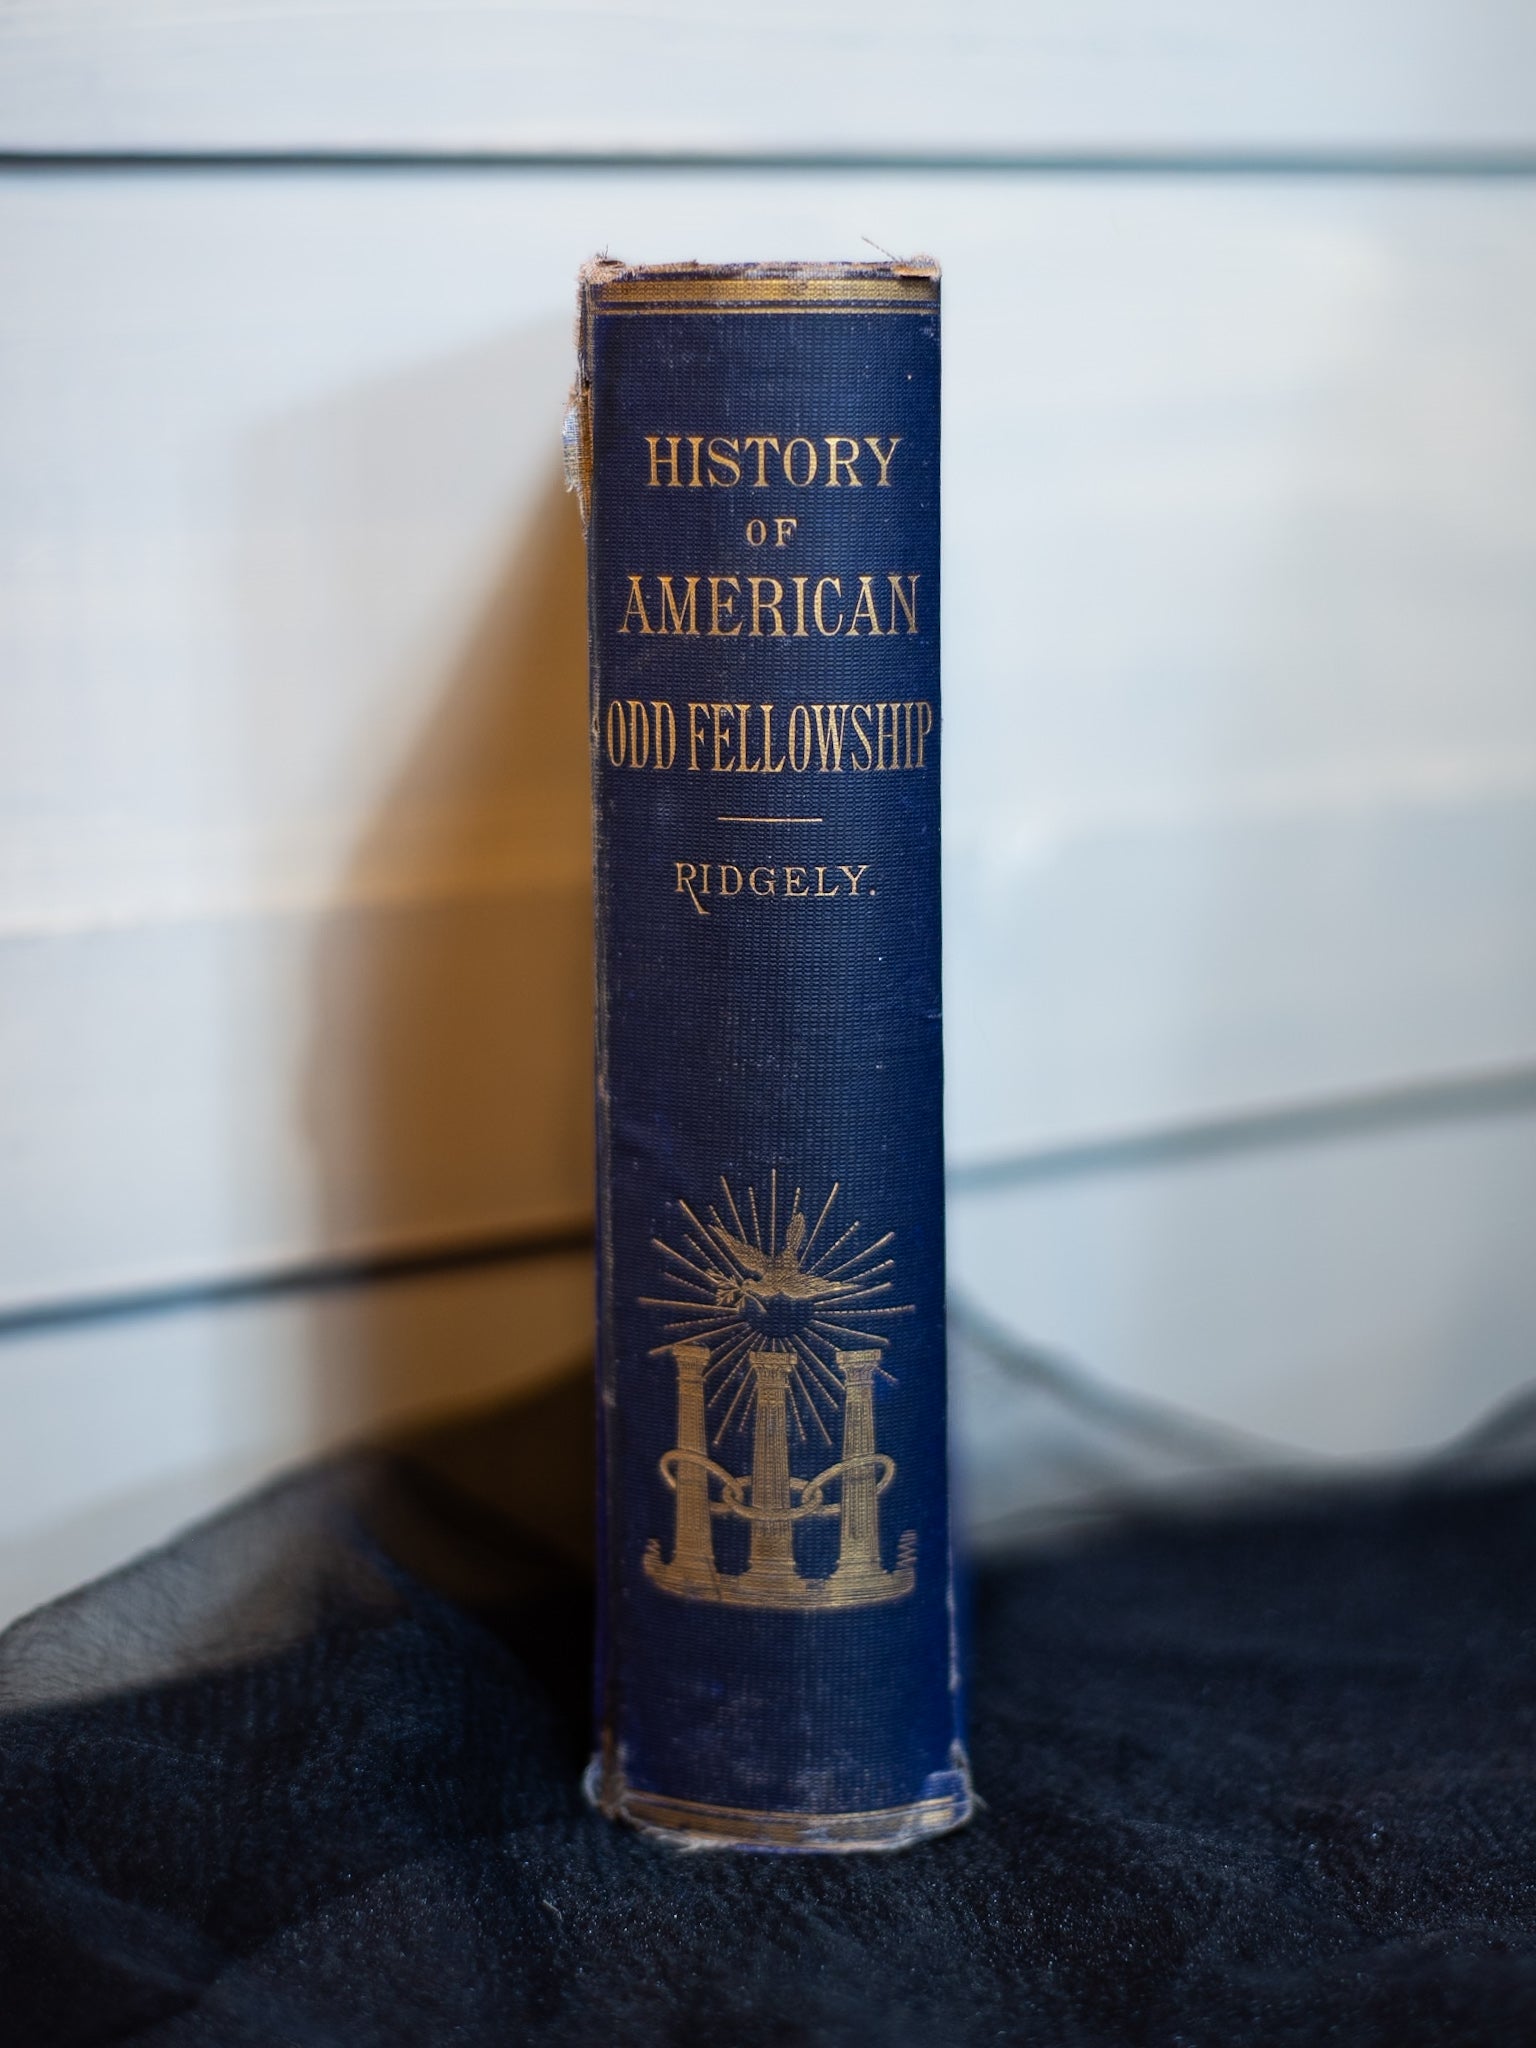 HISTORY
OF
AMERICAN
ODD FELLOWSHIP
RIDGELY.